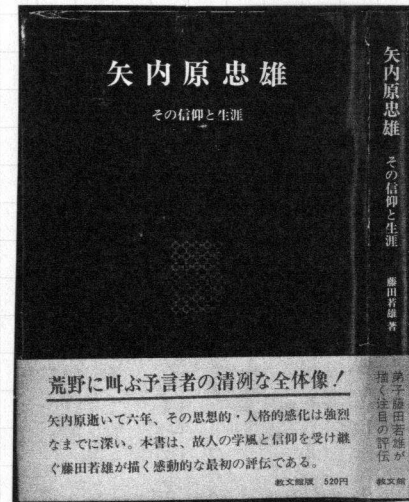 矢内原忠雄
その信仰と生涯
荒野に叫ぶ予言者の清冽な全体像！
矢内原逝いて六年、その思想的・人格的感化は強烈
なまでに深い。本書は、故人の学風と信仰を受け継
ぐ藤田若雄が描く感動的な最初の評伝である。
教文館版 520円
矢内原忠雄 その信仰と生涯 藤田若雄著
弟子藤田若雄が
描く注目の評伝
教文館